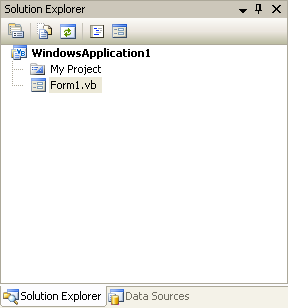 Solution Explorer
WindowsApplication1
My Project
Form1.vb
Solution Explorer
Data Sources